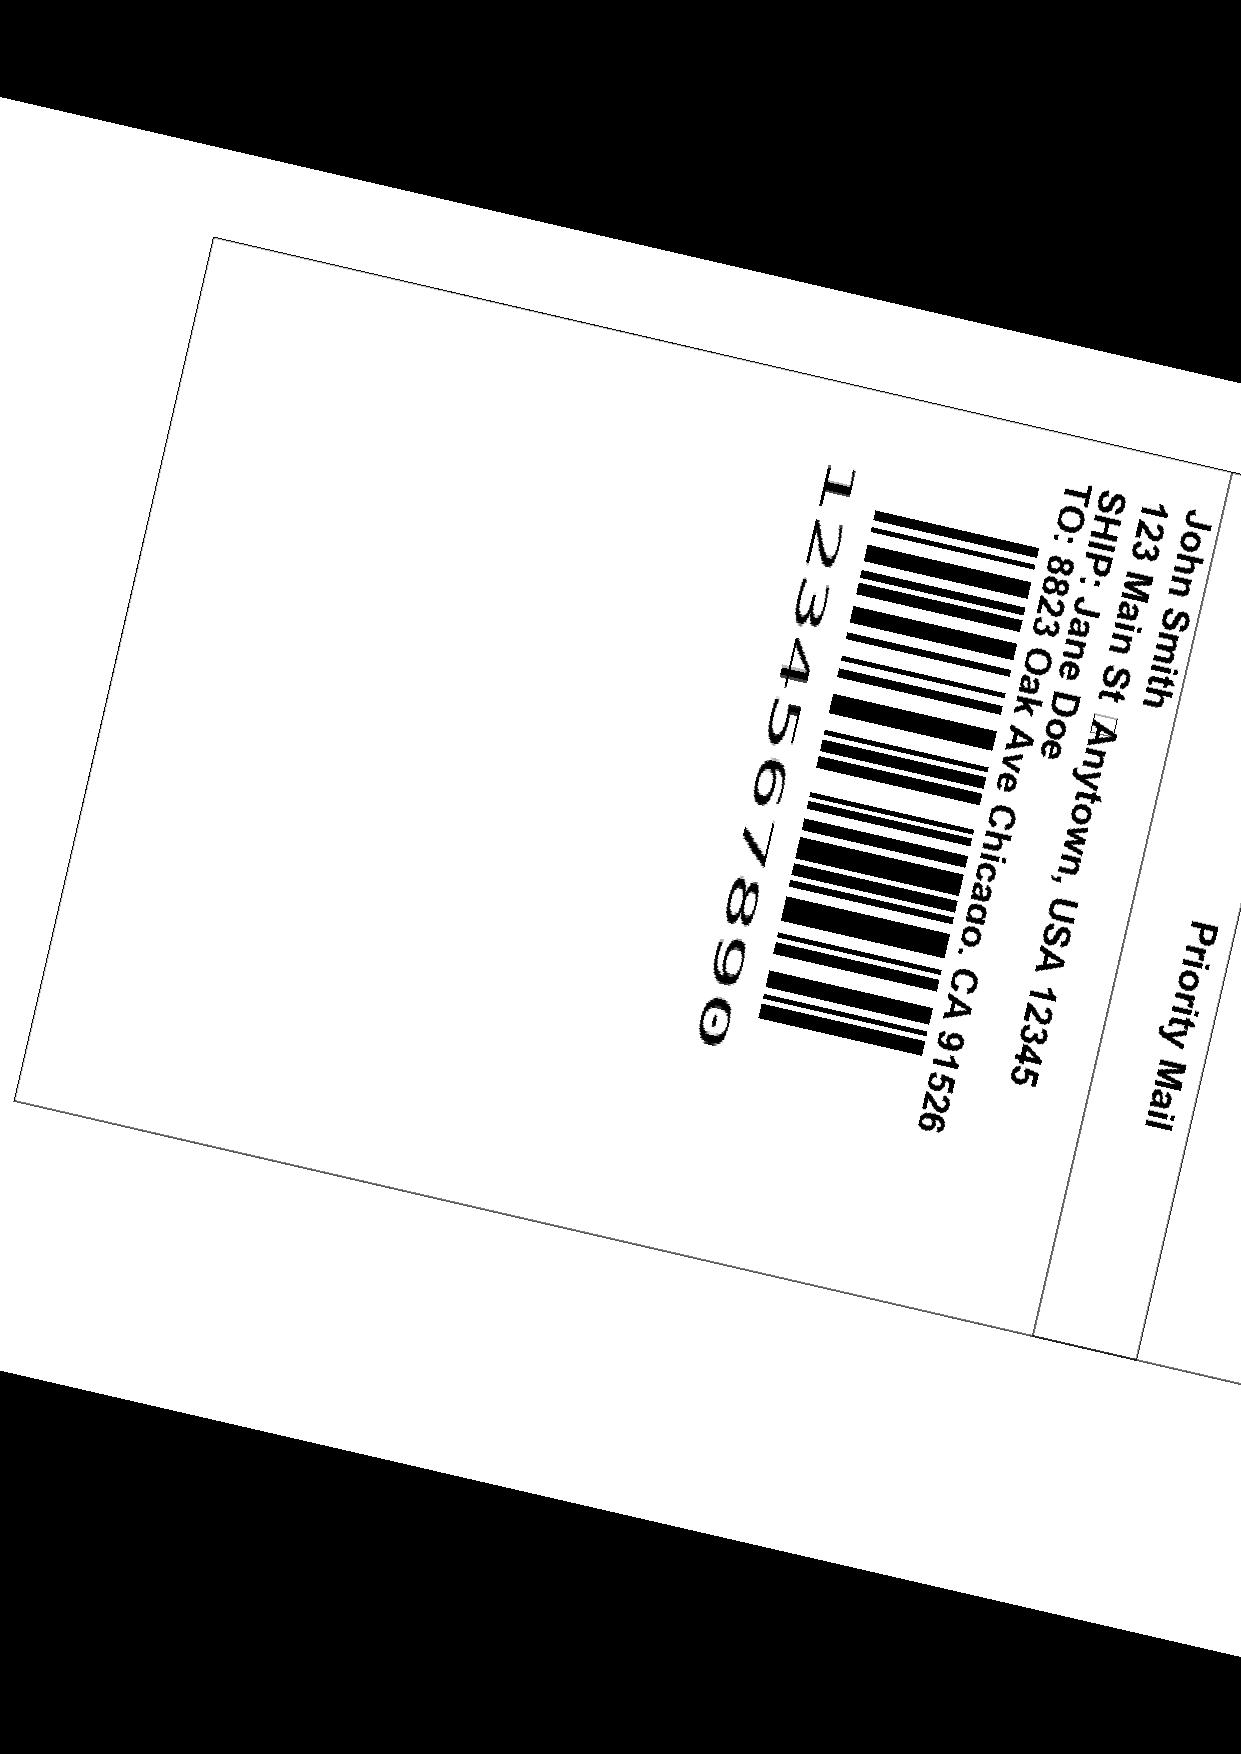 Priority Mail
John Smith
123 Main St Anytown, USA 12345
SHIP: Jane Doe
TO: 8823 Oak Ave Chicago, CA 91526
1234567890